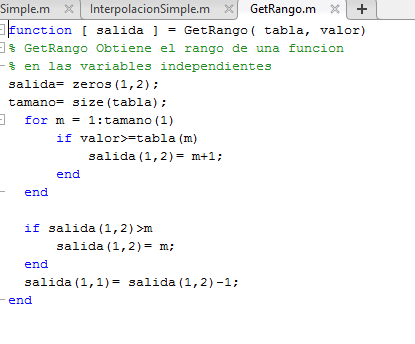 Simple.m × InterpolacionSimple.m × GetRango.m × +
function [ salida ] = GetRango( tabla, valor)
% GetRango Obtiene el rango de una funcion
% en las variables independientes
salida= zeros(1,2);
tamano= size(tabla);
for m = 1:tamano(1)
if valor>=tabla(m)
salida(1,2)= m+1;
end
end
if salida(1,2)>m
salida(1,2)= m;
end
salida(1,1)= salida(1,2)-1;
end